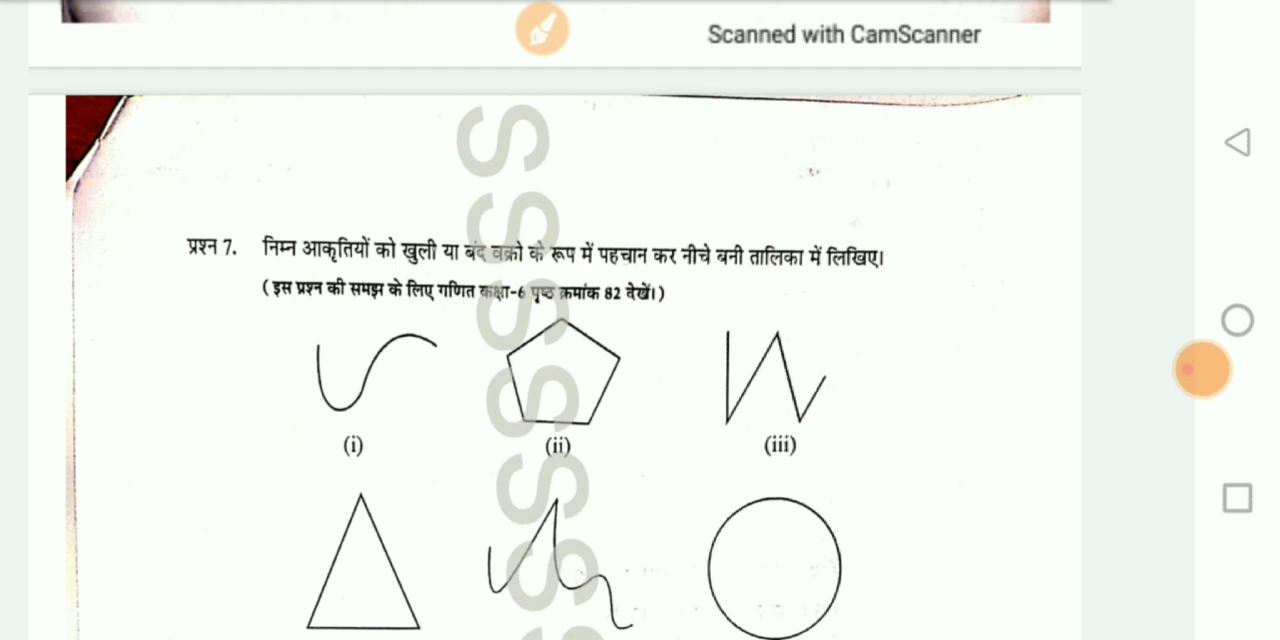 Scanned with CamScanner
प्रश्न 7. निम्न आकृतियों को खुली या बंद वक्रो के रूप में पहचान कर नीचे बनी तालिका में लिखिए।
( इस प्रश्न की समझ के लिए गणित कक्षा-6 पृष्ठ क्रमांक 82 देखें। )
(i) (ii) (iii)
SSSSSS